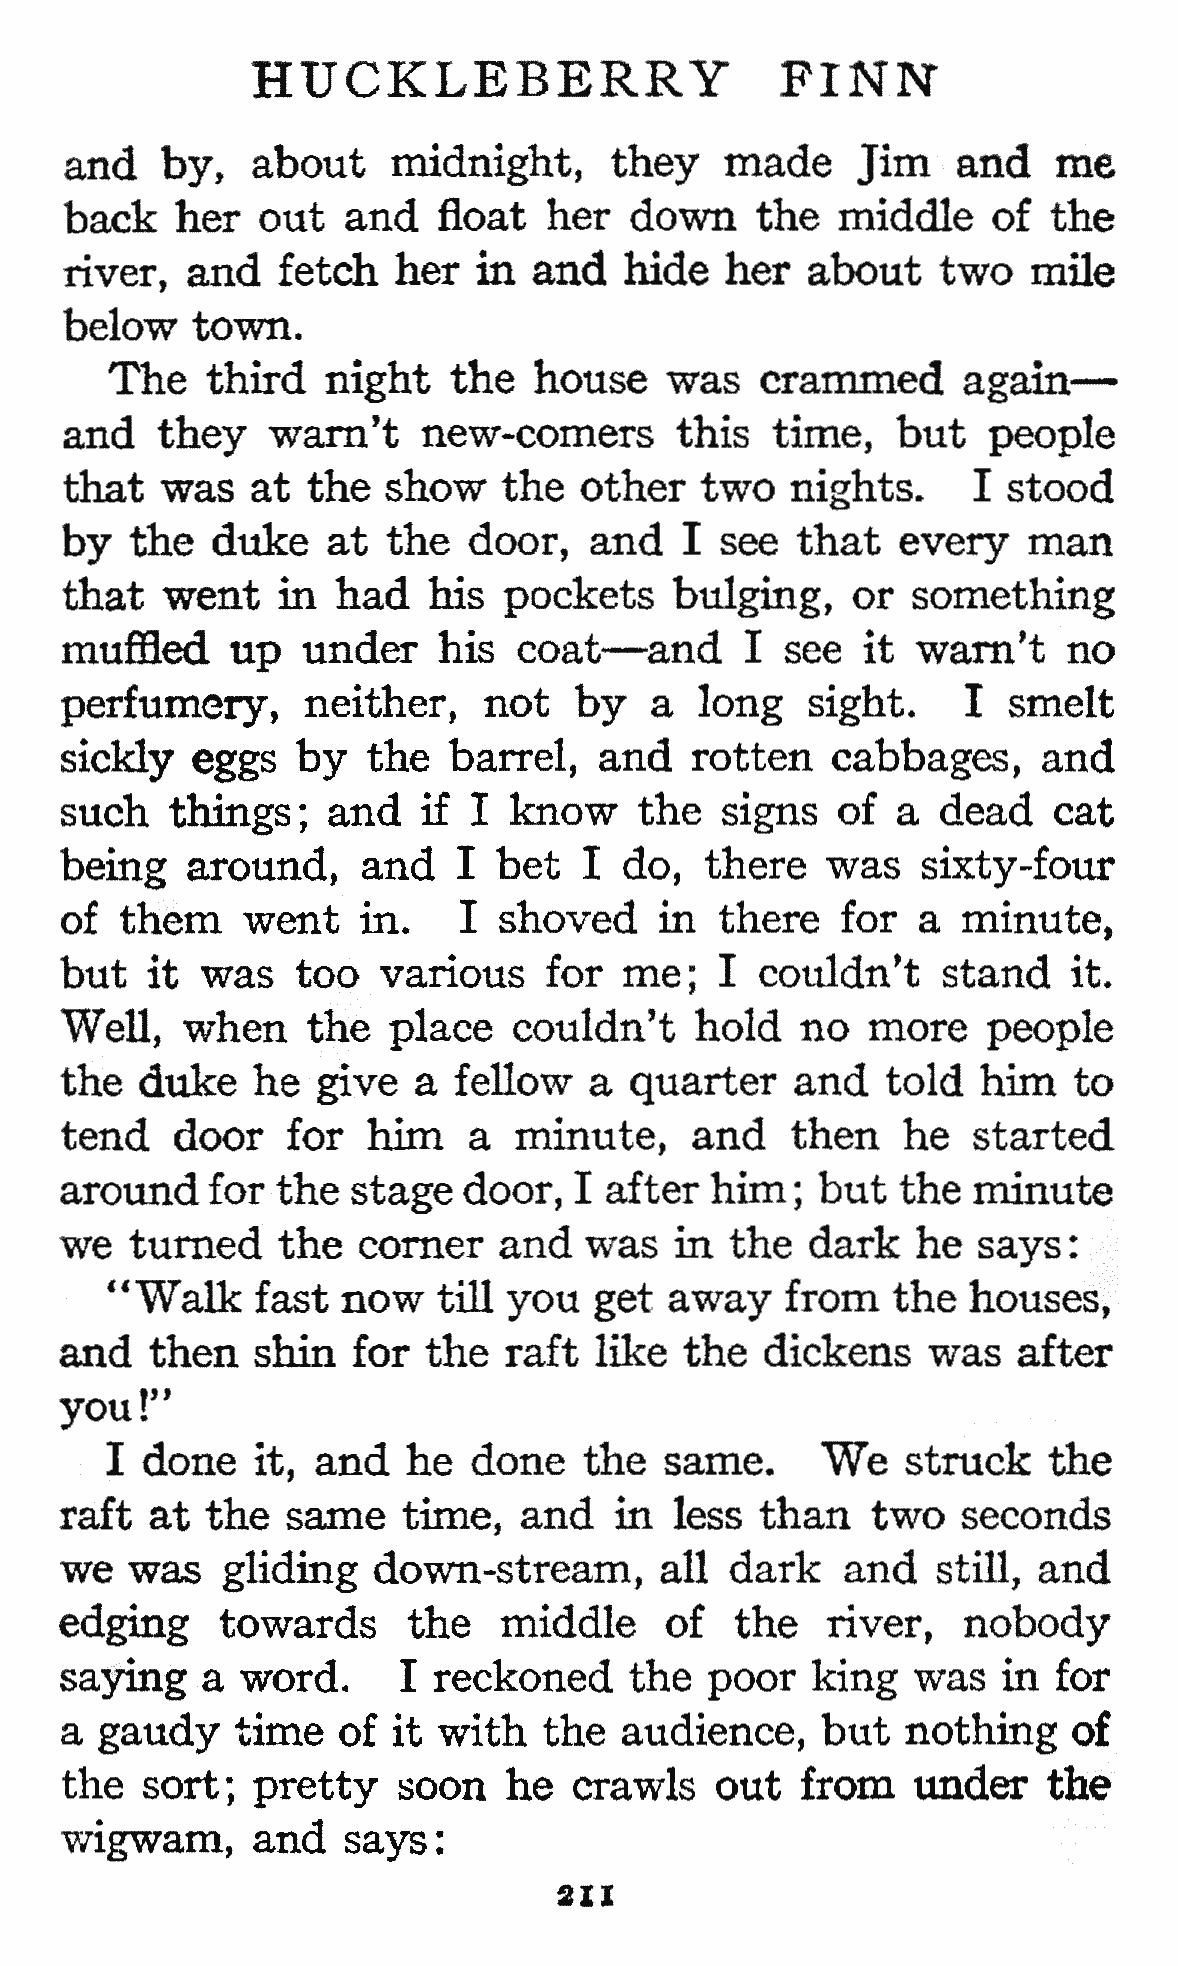 HUCKLEBERRY FINN
and by, about midnight, they made Jim and me
back her out and float her down the middle of the
river, and fetch her in and hide her about two mile
below town.
The third night the house was crammed again—
and they warn't new-comers this time, but people
that was at the show the other two nights. I stood
by the duke at the door, and I see that every man
that went in had his pockets bulging, or something
muffled up under his coat—and I see it warn't no
perfumery, neither, not by a long sight. I smelt
sickly eggs by the barrel, and rotten cabbages, and
such things; and if I know the signs of a dead cat
being around, and I bet I do, there was sixty-four
of them went in. I shoved in there for a minute,
but it was too various for me; I couldn't stand it.
Well, when the place couldn't hold no more people
the duke he give a fellow a quarter and told him to
tend door for him a minute, and then he started
around for the stage door, I after him; but the minute
we turned the corner and was in the dark he says:
"Walk fast now till you get away from the houses,
and then shin for the raft like the dickens was after
you!"
I done it, and he done the same. We struck the
raft at the same time, and in less than two seconds
we was gliding down-stream, all dark and still, and
edging towards the middle of the river, nobody
saying a word. I reckoned the poor king was in for
a gaudy time of it with the audience, but nothing of
the sort; pretty soon he crawls out from under the
wigwam, and says:
211